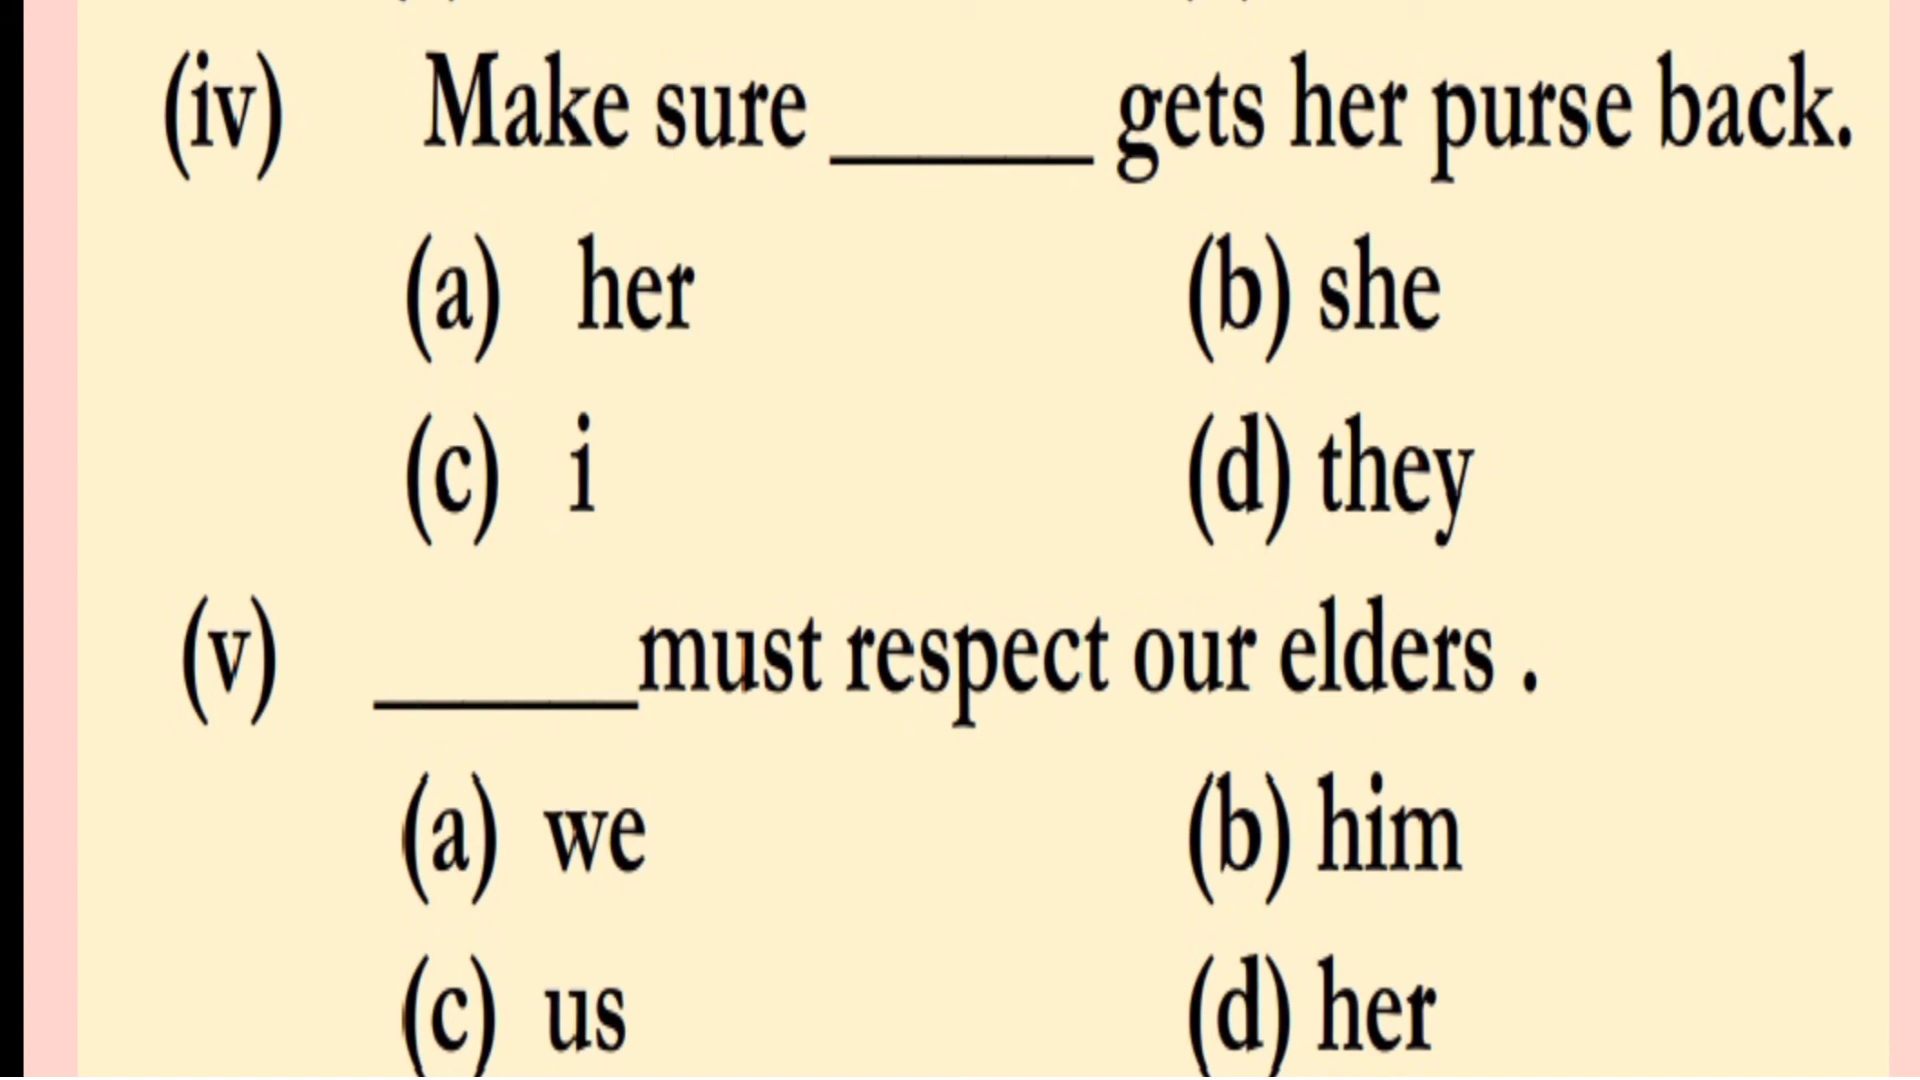 (iv) Make sure ______ gets her purse back.
(a) her (b) she
(c) i (d) they
(v) ______must respect our elders .
(a) we (b) him
(c) us (d) her